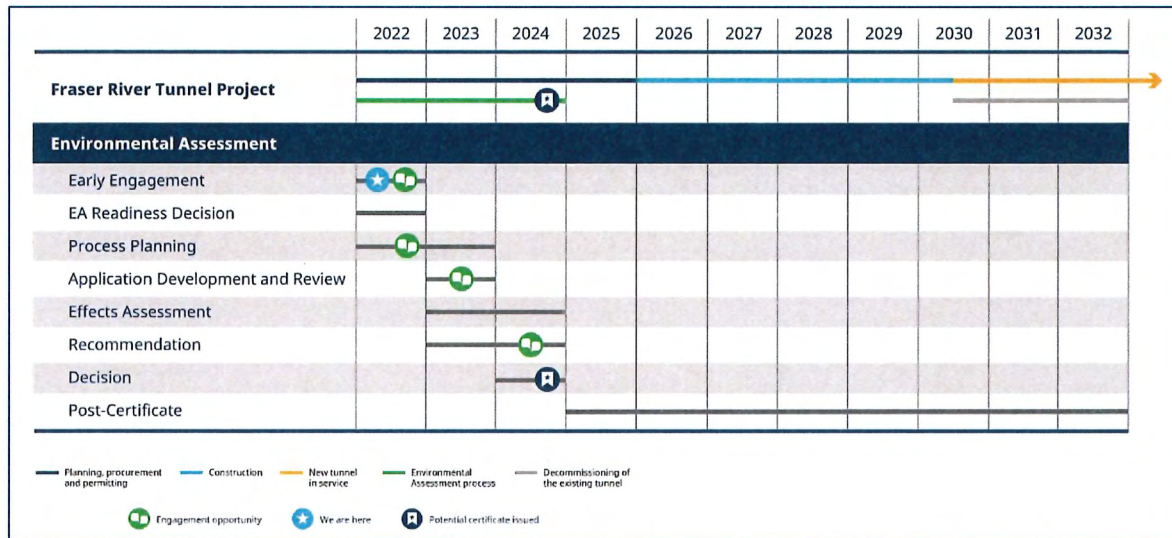 2022 2023 2024 2025 2026 2027 2028 2029 2030 2031 2032
Fraser River Tunnel Project
Environmental Assessment
Early Engagement
EA Readiness Decision
Process Planning
Application Development and Review
Effects Assessment
Recommendation
Decision
Post-Certificate
Planning, procurement and permitting
Construction
New tunnel in service
Environmental Assessment process
Decommissioning of the existing tunnel
Engagement opportunity
We are here
Potential certificate issued